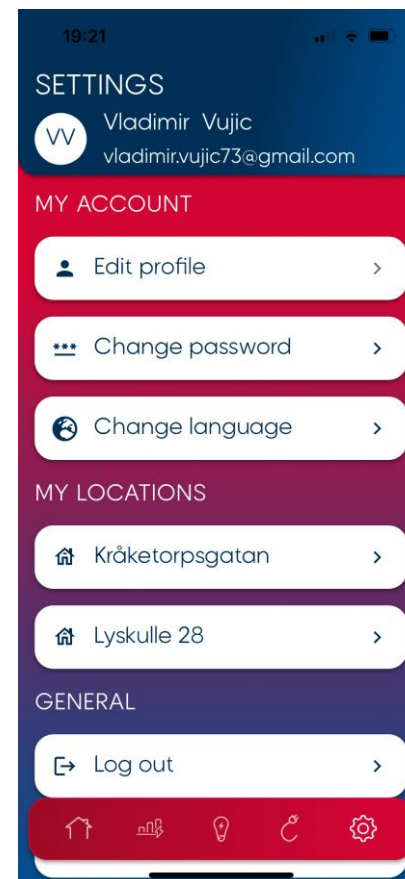 19:21
SETTINGS
VV
Vladimir Vujic
vladimir.vujic73@gmail.com
MY ACCOUNT
Edit profile
Change password
Change language
MY LOCATIONS
Kråketorpsgatan
Lyskulle 28
GENERAL
Log out